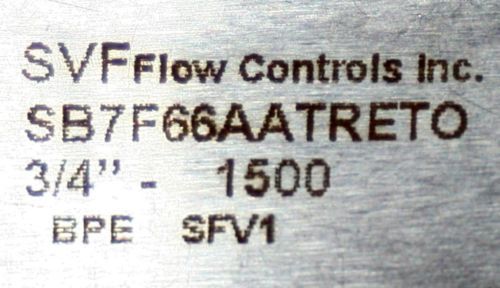 SVF Flow Controls Inc.
SB7F66AATRETO
3/4" - 1500
BPE SFV1